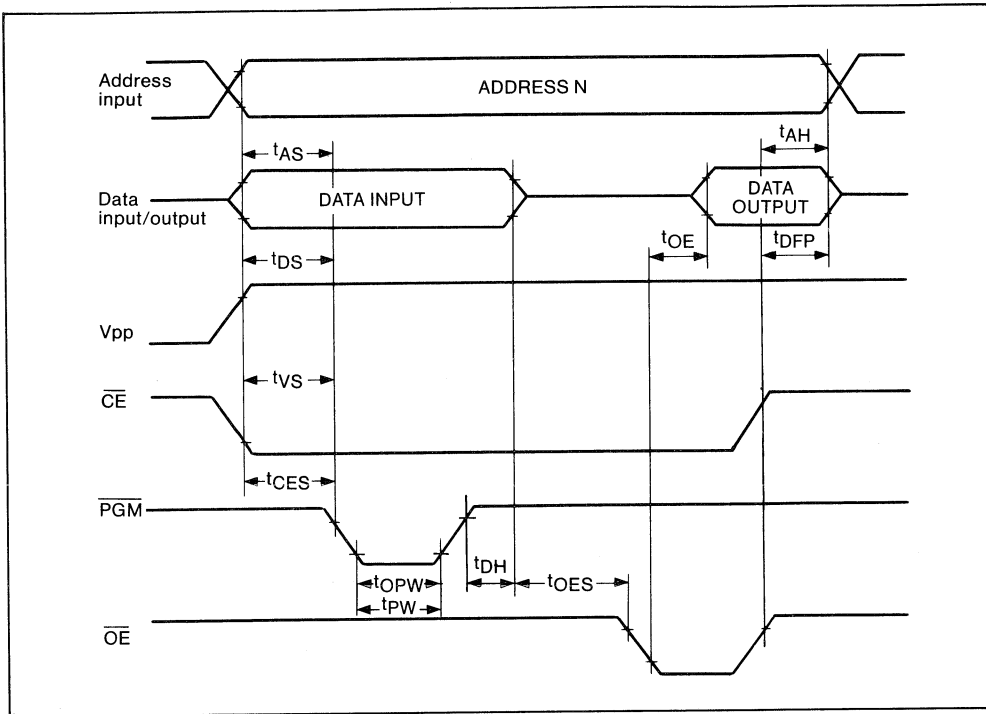 Address
input
ADDRESS N
tAS
tAH
Data
input/output
DATA INPUT
DATA
OUTPUT
tDS
tOE
tDFP
Vpp
tVS
CE
tCES
PGM
tDH
tOES
tOPW
tPW
OE